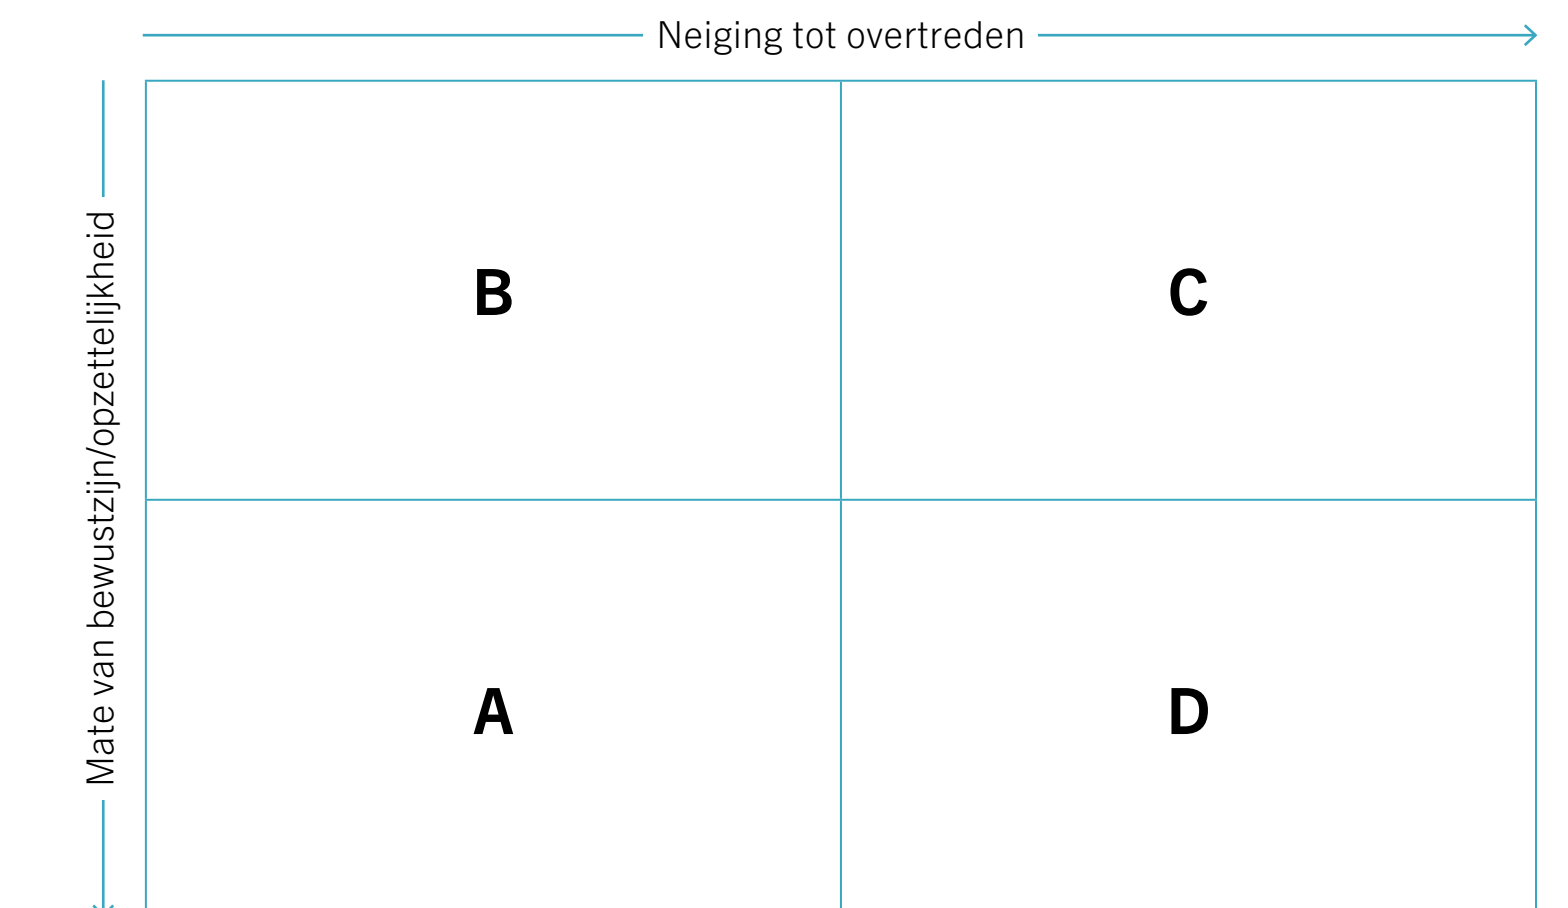 Neiging tot overtreden
Mate van bewustzijn/opzettelijkheid
B
C
A
D